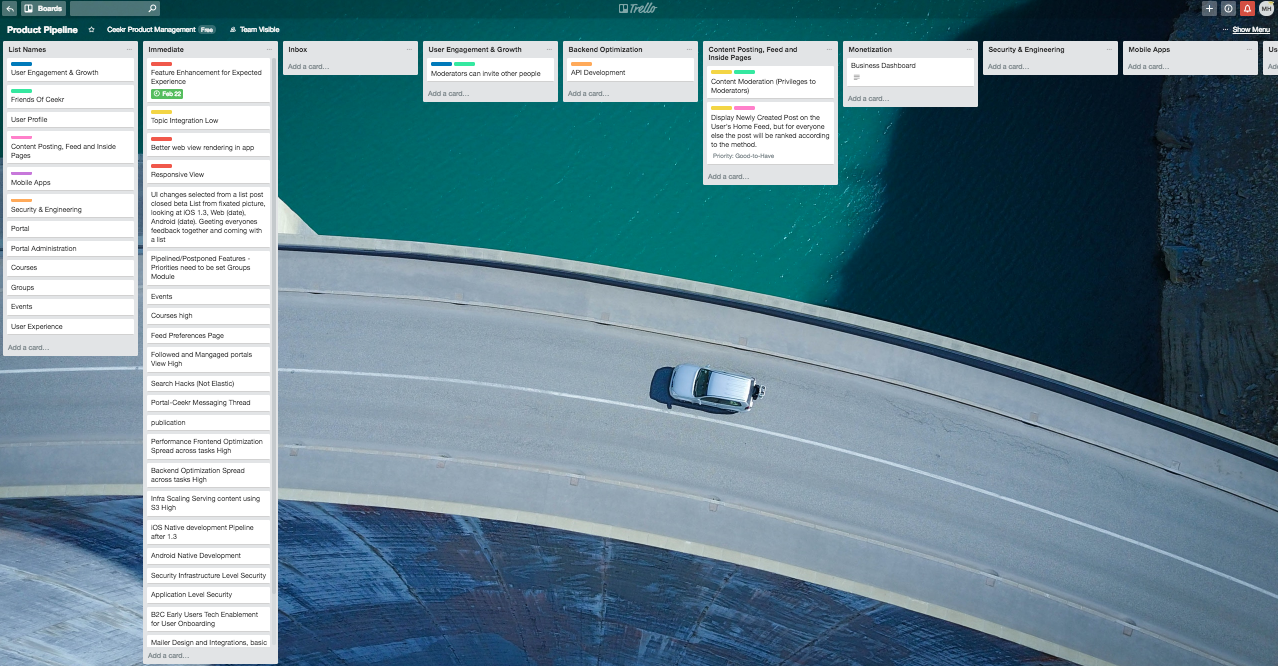 Boards
Trello
MH
Product Pipeline
Ceekr Product Management
Free
Team Visible
Show Menu
List Names
User Engagement & Growth
Friends Of Ceekr
User Profile
Content Posting, Feed and Inside
Pages
Mobile Apps
Security & Engineering
Portal
Portal Administration
Courses
Groups
Events
User Experience
Add a card...
Immediate
Feature Enhancement for Expected
Experience
Feb 22
Topic Integration Low
Better web view rendering in app
Responsive View
UI changes selected from a list post
closed beta List from fixated picture,
looking at iOS 1.3, Web (date),
Android (date). Geeting everyones
feedback together and coming with
a list
Pipelined/Postponed Features -
Priorities need to be set Groups
Module
Events
Courses high
Feed Preferences Page
Followed and Mangaged portals
View High
Search Hacks (Not Elastic)
Portal-Ceekr Messaging Thread
publication
Performance Frontend Optimization
Spread across tasks High
Backend Optimization Spread
across tasks High
Infra Scaling Serving content using
S3 High
iOS Native development Pipeline
after 1.3
Android Native Development
Security Infrastructure Level Security
Application Level Security
B2C Early Users Tech Enablement
for User Onboarding
Mailer Design and Integrations, basic
Add a card...
Inbox
Add a card...
User Engagement & Growth
Moderators can invite other people
Add a card...
Backend Optimization
API Development
Add a card...
Content Posting, Feed and
Inside Pages
Content Moderation (Privileges to
Moderators)
Display Newly Created Post on the
User's Home Feed, but for everyone
else the post will be ranked according
to the method.
Priority: Good-to-Have
Add a card...
Monetization
Business Dashboard
Add a card...
Security & Engineering
Add a card...
Mobile Apps
Add a card...
Us
Add